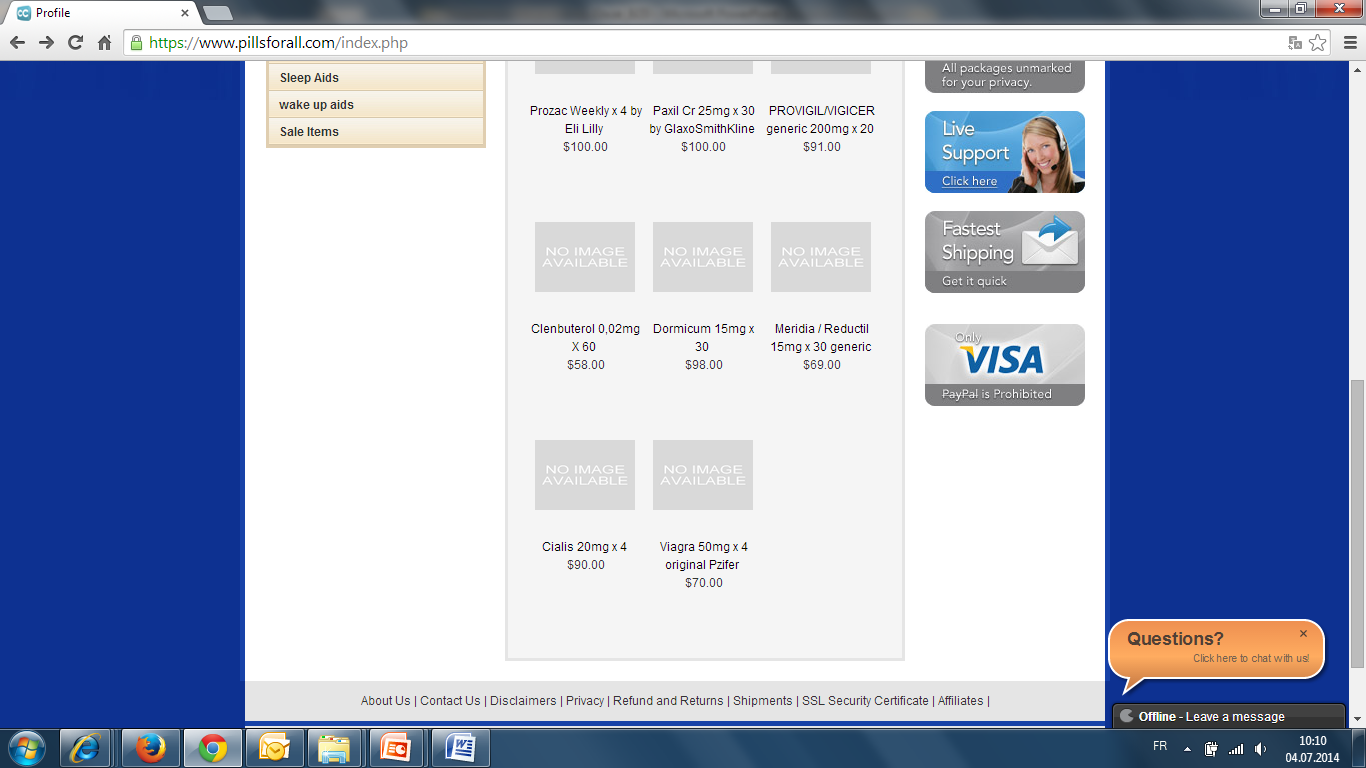 Profile
https://www.pillsforall.com/index.php
Sleep Aids
wake up aids
Sale Items
Prozac Weekly x 4 by
Eli Lilly
$100.00
Paxil Cr 25mg x 30
by GlaxoSmithKline
$100.00
PROVIGIL/VIGICER
generic 200mg x 20
$91.00
NO IMAGE
AVAILABLE
NO IMAGE
AVAILABLE
NO IMAGE
AVAILABLE
Clenbuterol 0,02mg
X 60
$58.00
Dormicum 15mg x
30
$98.00
Meridia / Reductil
15mg x 30 generic
$69.00
NO IMAGE
AVAILABLE
NO IMAGE
AVAILABLE
Cialis 20mg x 4
$90.00
Viagra 50mg x 4
original Pzifer
$70.00
All packages unmarked
for your privacy.
Live
Support
Click here
Fastest
Shipping
Get it quick
Only
VISA
PayPal is Prohibited
Questions?
Click here to chat with us!
About Us | Contact Us | Disclaimers | Privacy | Refund and Returns | Shipments | SSL Security Certificate | Affiliates |
Offline - Leave a message
FR
10:10
04.07.2014